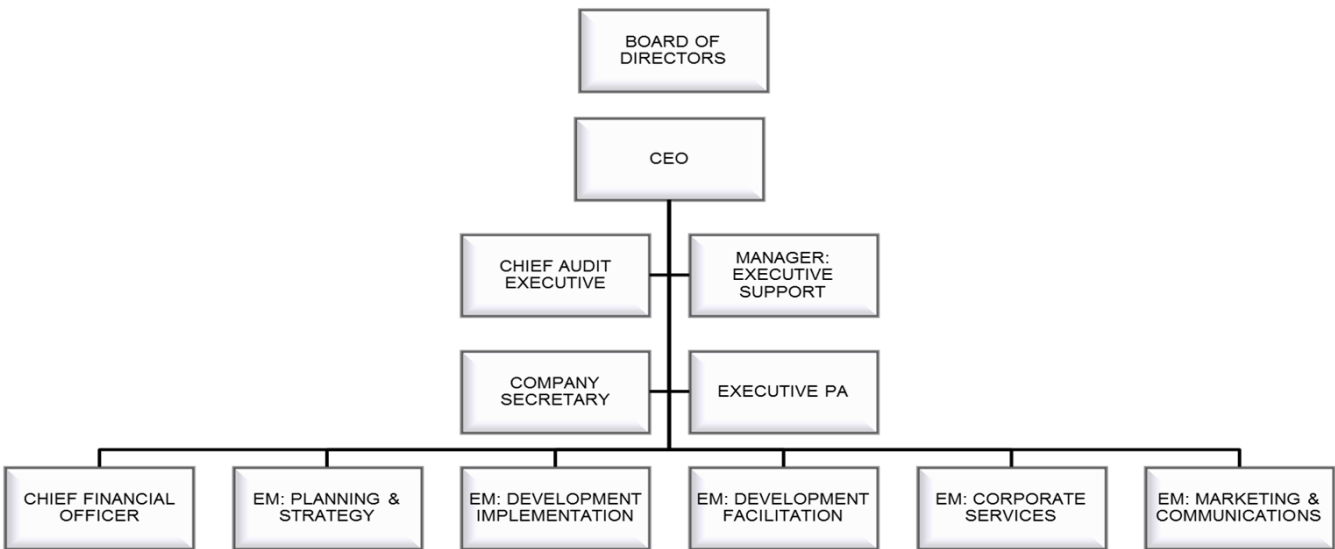 BOARD OF
DIRECTORS
CEO
CHIEF AUDIT
EXECUTIVE
MANAGER:
EXECUTIVE
SUPPORT
COMPANY
SECRETARY
EXECUTIVE PA
CHIEF FINANCIAL
OFFICER
EM: PLANNING &
STRATEGY
EM: DEVELOPMENT
IMPLEMENTATION
EM: DEVELOPMENT
FACILITATION
EM: CORPORATE
SERVICES
EM: MARKETING &
COMMUNICATIONS